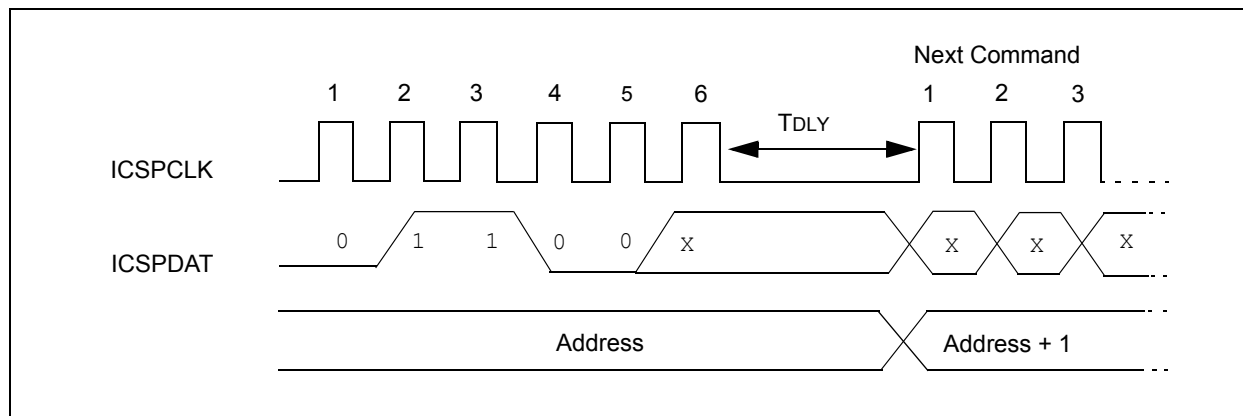 Next Command
1 2 3 4 5 6 1 2 3
TDLY
ICSPCLK
0 1 1 0 0 X X X X
ICSPDAT
Address Address + 1